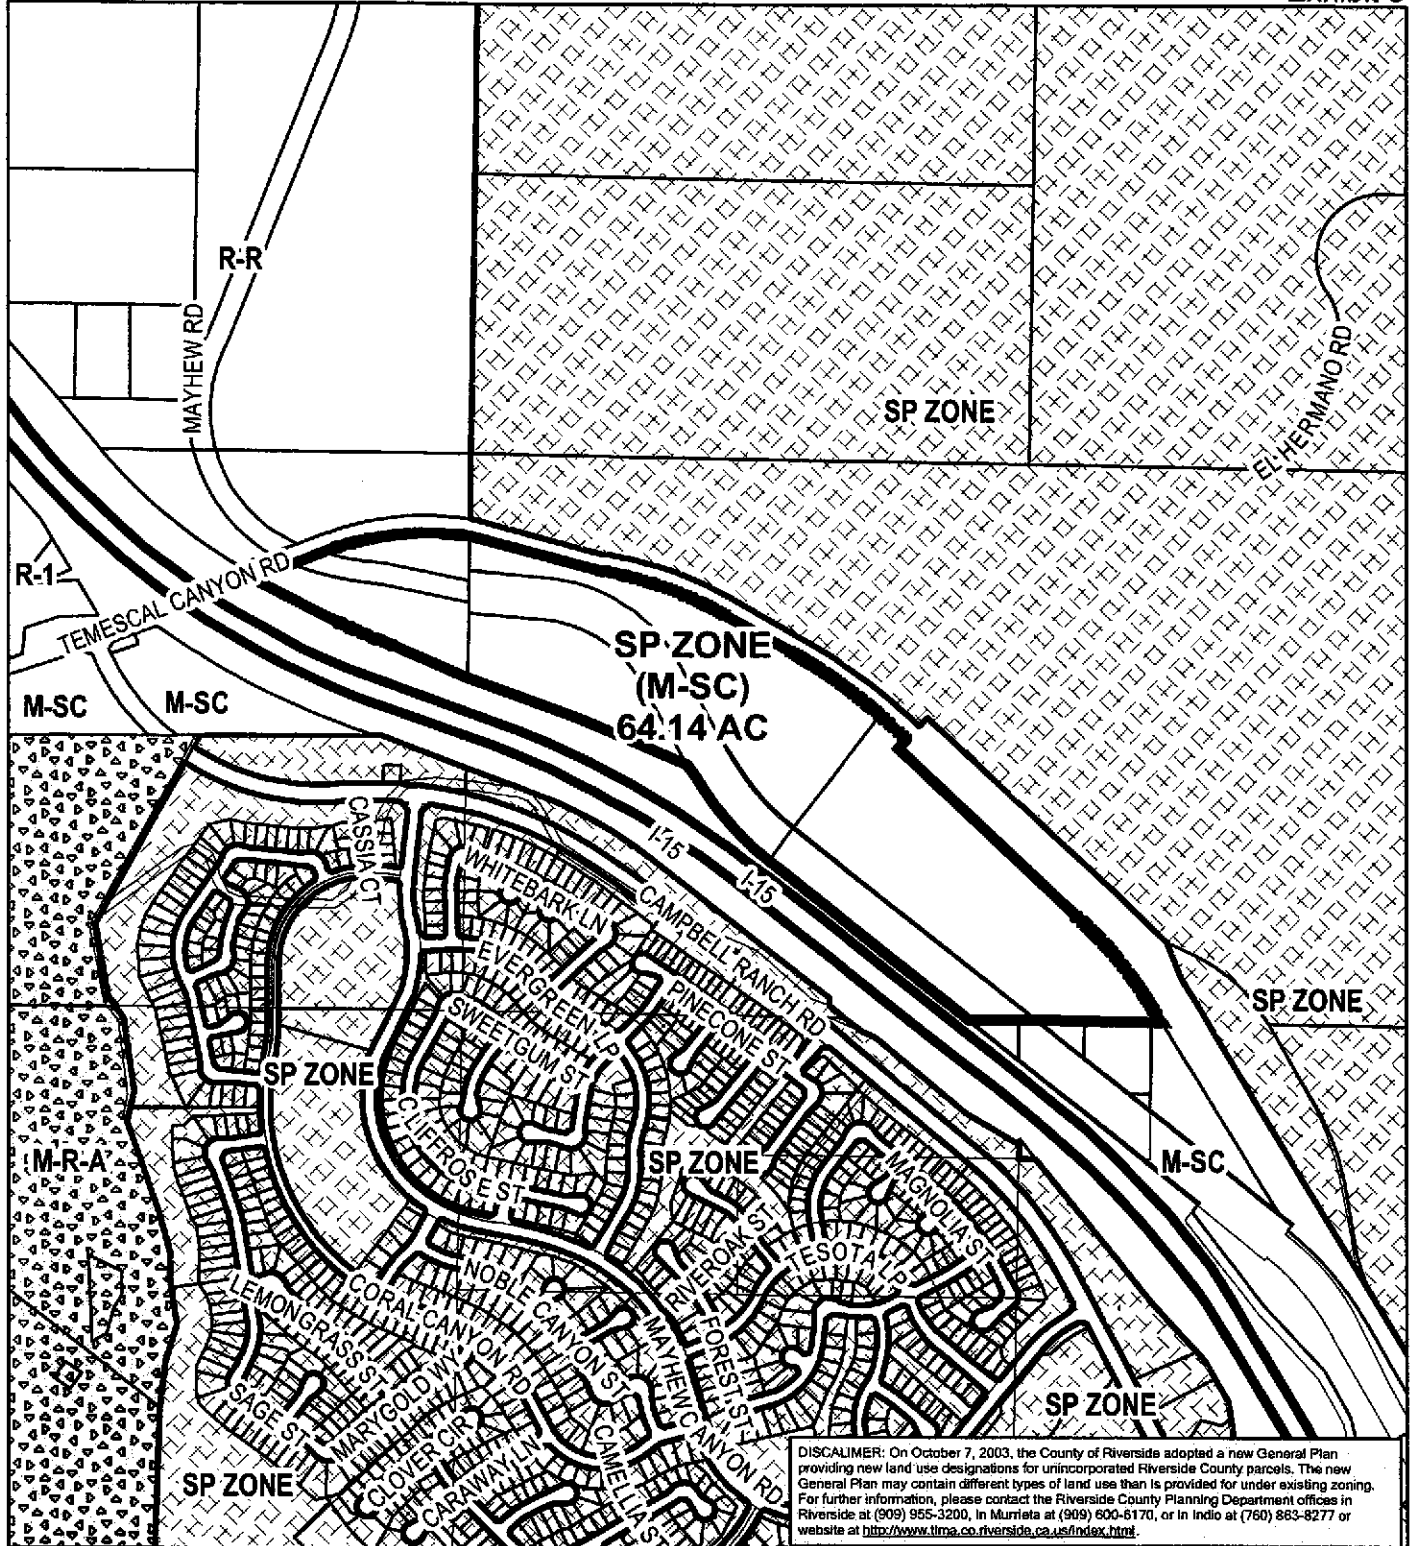 R-R
MAYHEW RD
SP ZONE
EL HERMANO RD
R-1
TEMESCAL CANYON RD
SP ZONE
(M-SC)
64.14 AC
M-SC
M-SC
CASSIA CT
I-15
I-15
WHITEBARK LN
CAMPBELL RANCH RD
EVERGREEN LP
PINECONE ST
SWEETGUM ST
SP ZONE
SP ZONE
CLIFFROSE ST
M-R-A
SP ZONE
M-SC
MAGNOLIA ST
RIVEROAK ST
TESOTA LP
NOBLE CANYON ST
CORAL CANYON RD
LEMONGRASS ST
FOREST ST
MAYHEW CANYON RD
MARYGOLD WY
SAGE ST
CLOVER CIR
CARAWAY LN
CAMELLIA ST
SP ZONE
SP ZONE
DISCALIMER: On October 7, 2003, the County of Riverside adopted a new General Plan
providing new land use designations for unincorporated Riverside County parcels. The new
General Plan may contain different types of land use than is provided for under existing zoning.
For further information, please contact the Riverside County Planning Department offices in
Riverside at (909) 955-3200, in Murrieta at (909) 600-6170, or in Indio at (760) 863-8277 or
website at http://www.tlma.co.riverside.ca.us/index.html.